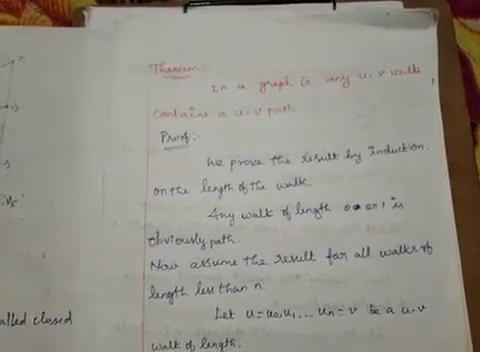 Theorem:-
In a graph G any u-v walk
contains a u-v path
Proof:-
We prove the result by induction
on the length of the walk.
Any walk of length 0 or 1 is
obviously path.
Now assume the result for all walks of
length less than n.
Let u=u0,u1,... un=v be a u-v
walk of length.
alled closed